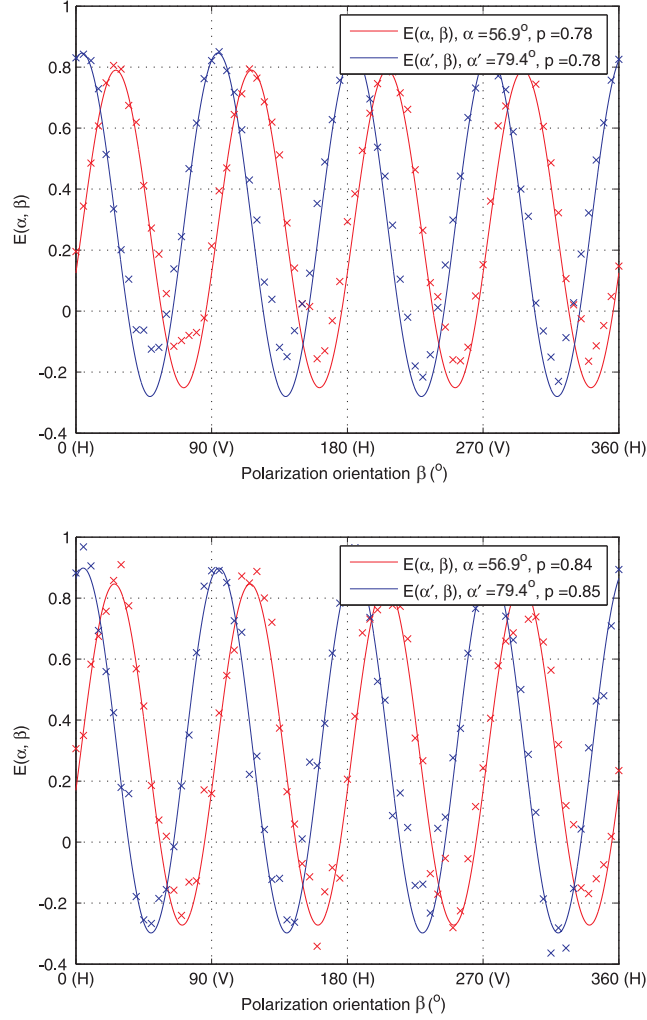 E(α, β), α =56.9°, p=0.78
E(α′, β), α′ =79.4°, p=0.78
1
0.8
0.6
0.4
0.2
0
-0.2
-0.4
E(α, β)
0 (H) 90 (V) 180 (H) 270 (V) 360 (H)
Polarization orientation β (°)
E(α, β), α =56.9°, p=0.84
E(α′, β), α′ =79.4°, p=0.85
1
0.8
0.6
0.4
0.2
0
-0.2
-0.4
E(α, β)
0 (H) 90 (V) 180 (H) 270 (V) 360 (H)
Polarization orientation β (°)